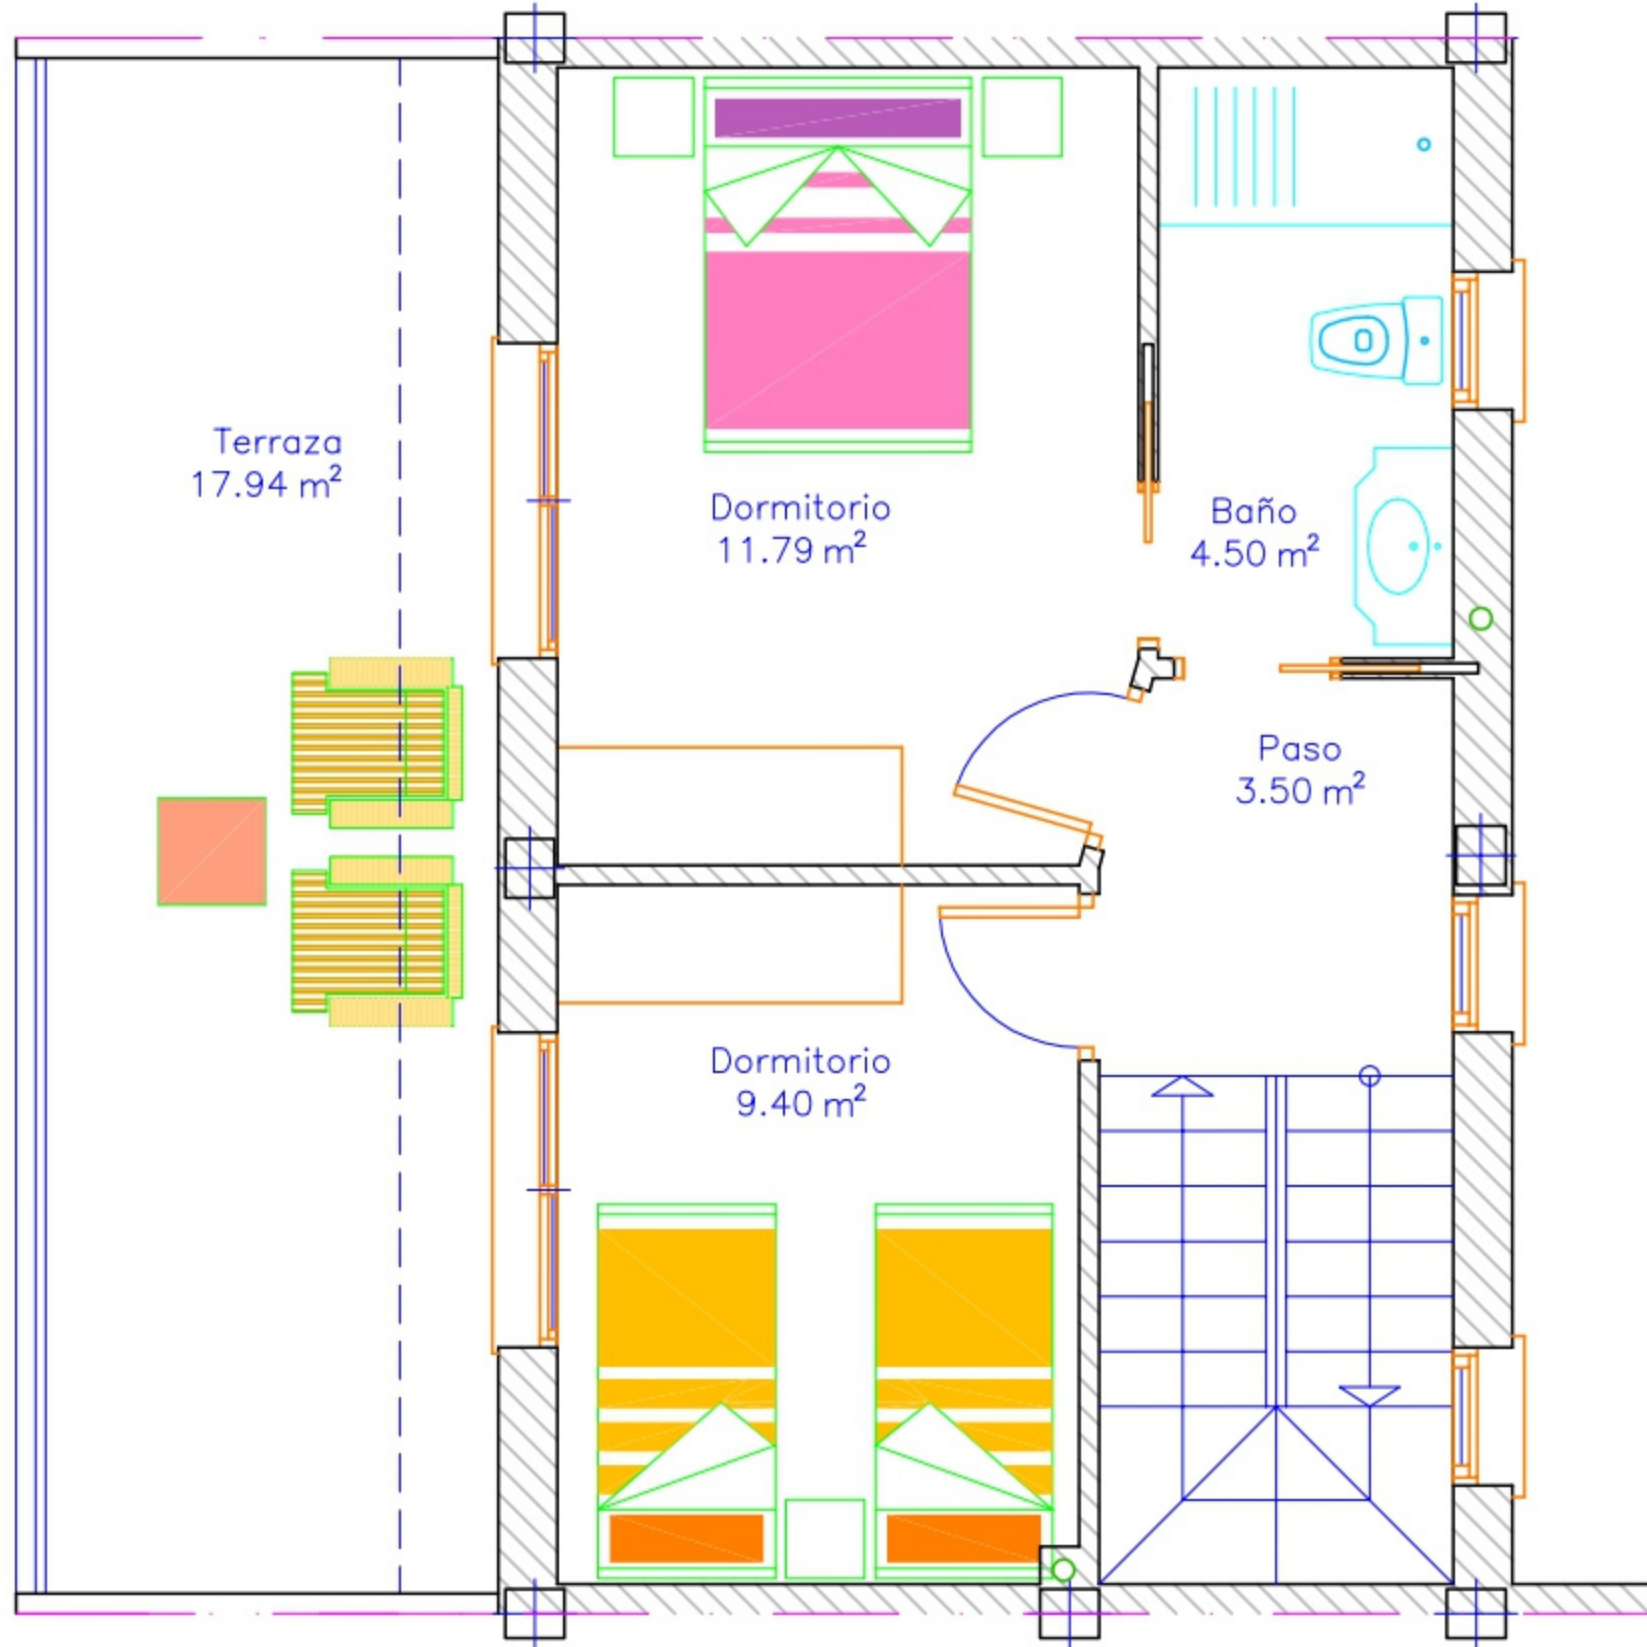 Terraza
17.94 m²
Dormitorio
11.79 m²
Baño
4.50 m²
Paso
3.50 m²
Dormitorio
9.40 m²